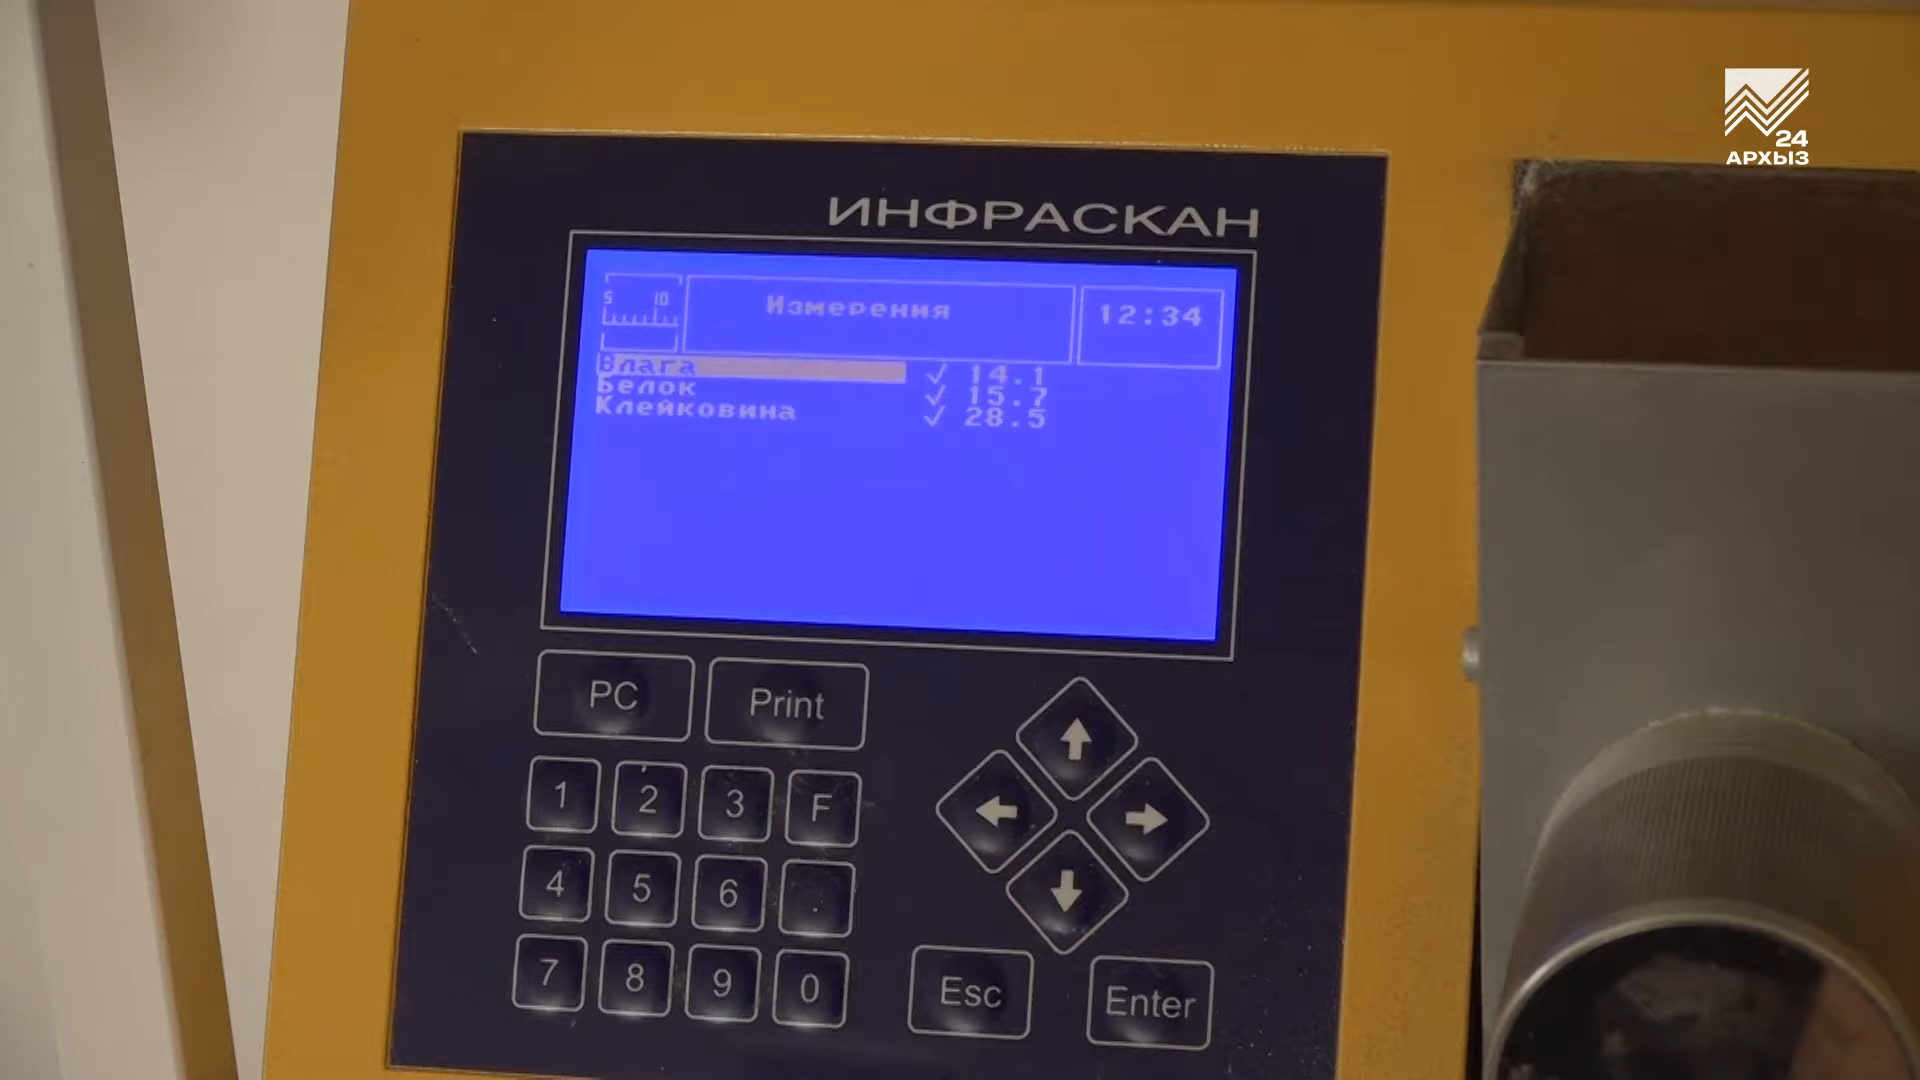 24
АРХЫЗ
ИНФРАСКАН
5 10
Измерения
12:34
Влага √ 14.1
Белок √ 15.7
Клейковина √ 28.5
PC
Print
1 2 3 F
4 5 6 .
7 8 9 0
Esc
Enter